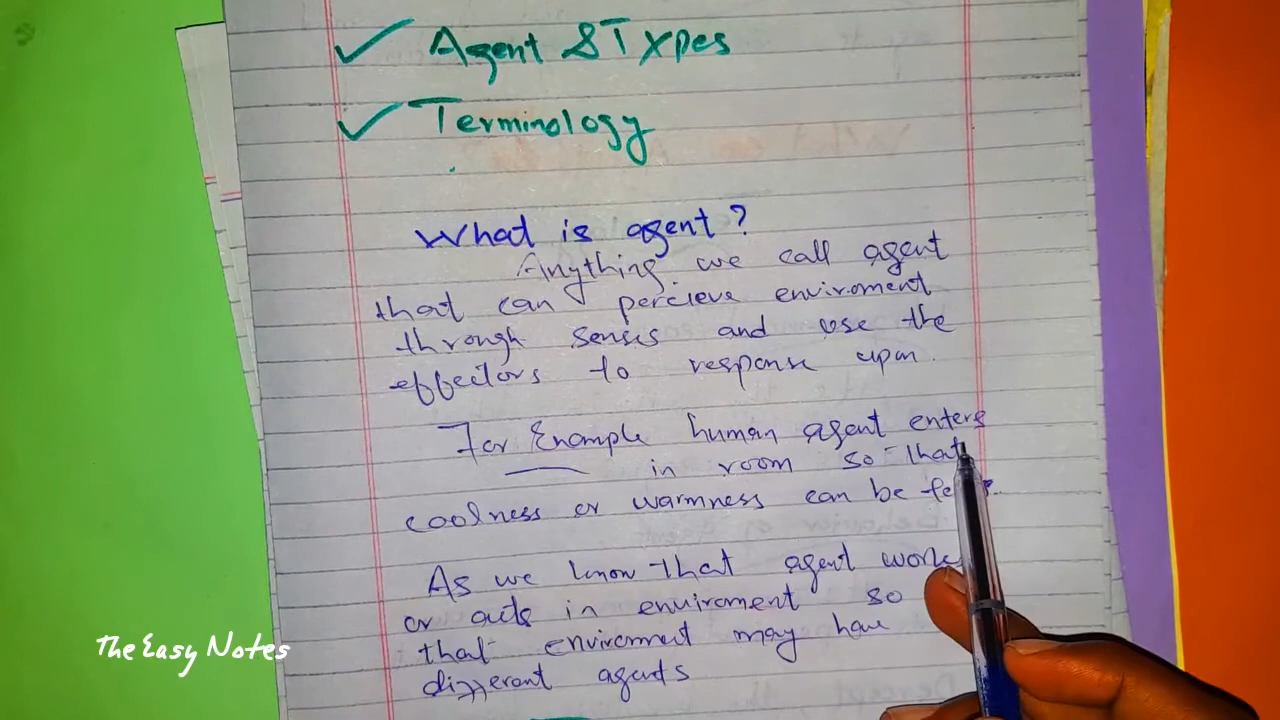 Agent & Types
Terminology
What is agent?
Anything we call agent
that can percieve enviroment
through senses and use the
effectors to response upon.
For Example human agent enters
in room so that
coolness or warmness can be
As we know that agent works
or acts in enviroment so
that enviroment may have
different agents
The Easy Notes